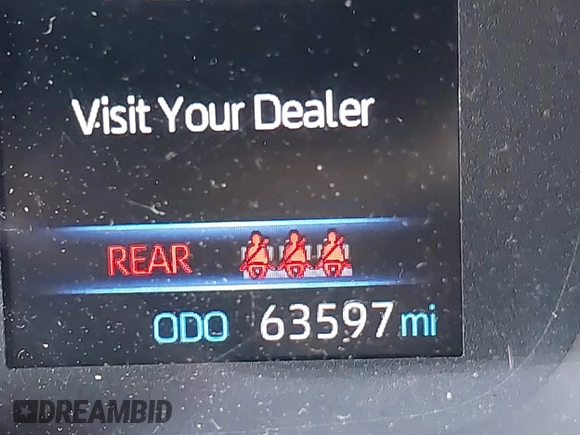 Visit Your Dealer
REAR
ODO 63597 mi
DREAMBID